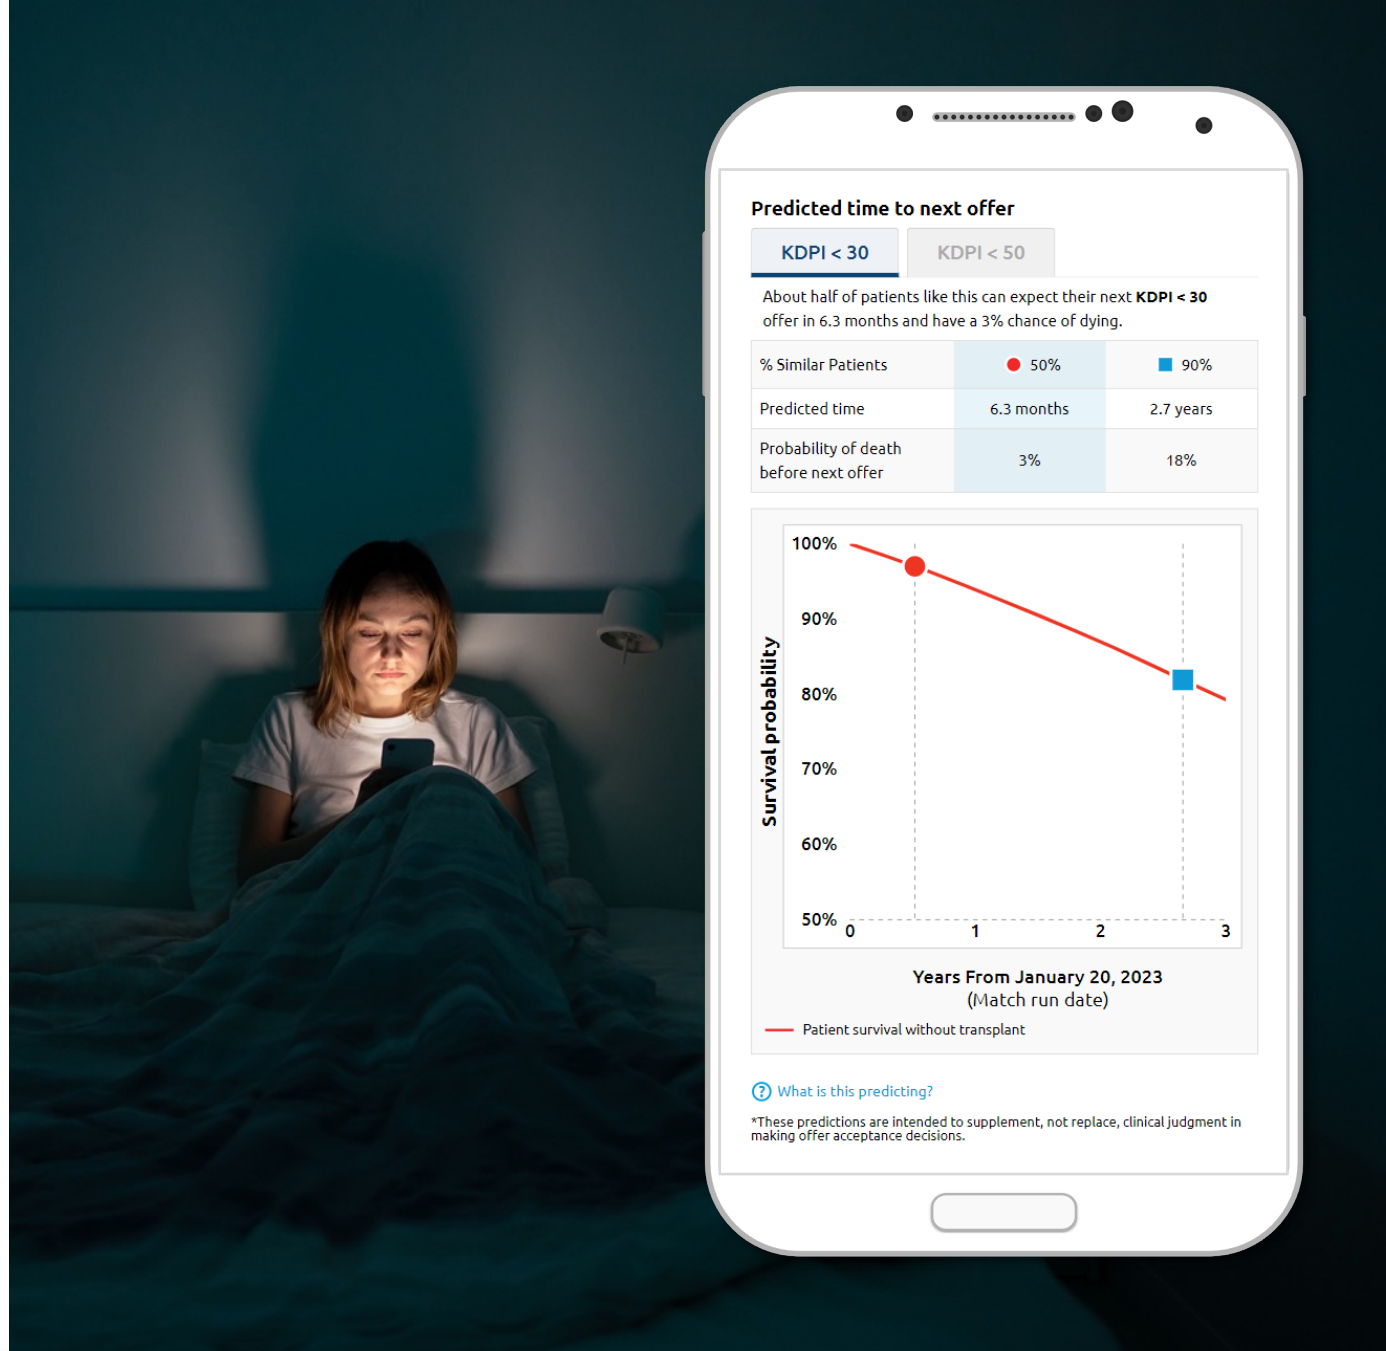 Predicted time to next offer
KDPI < 30
KDPI < 50
About half of patients like this can expect their next KDPI < 30
offer in 6.3 months and have a 3% chance of dying.
% Similar Patients
50%
90%
Predicted time
6.3 months
2.7 years
Probability of death
before next offer
3%
18%
Survival probability
100%
90%
80%
70%
60%
50%
0
1
2
3
Years From January 20, 2023
(Match run date)
Patient survival without transplant
? What is this predicting?
*These predictions are intended to supplement, not replace, clinical judgment in
making offer acceptance decisions.